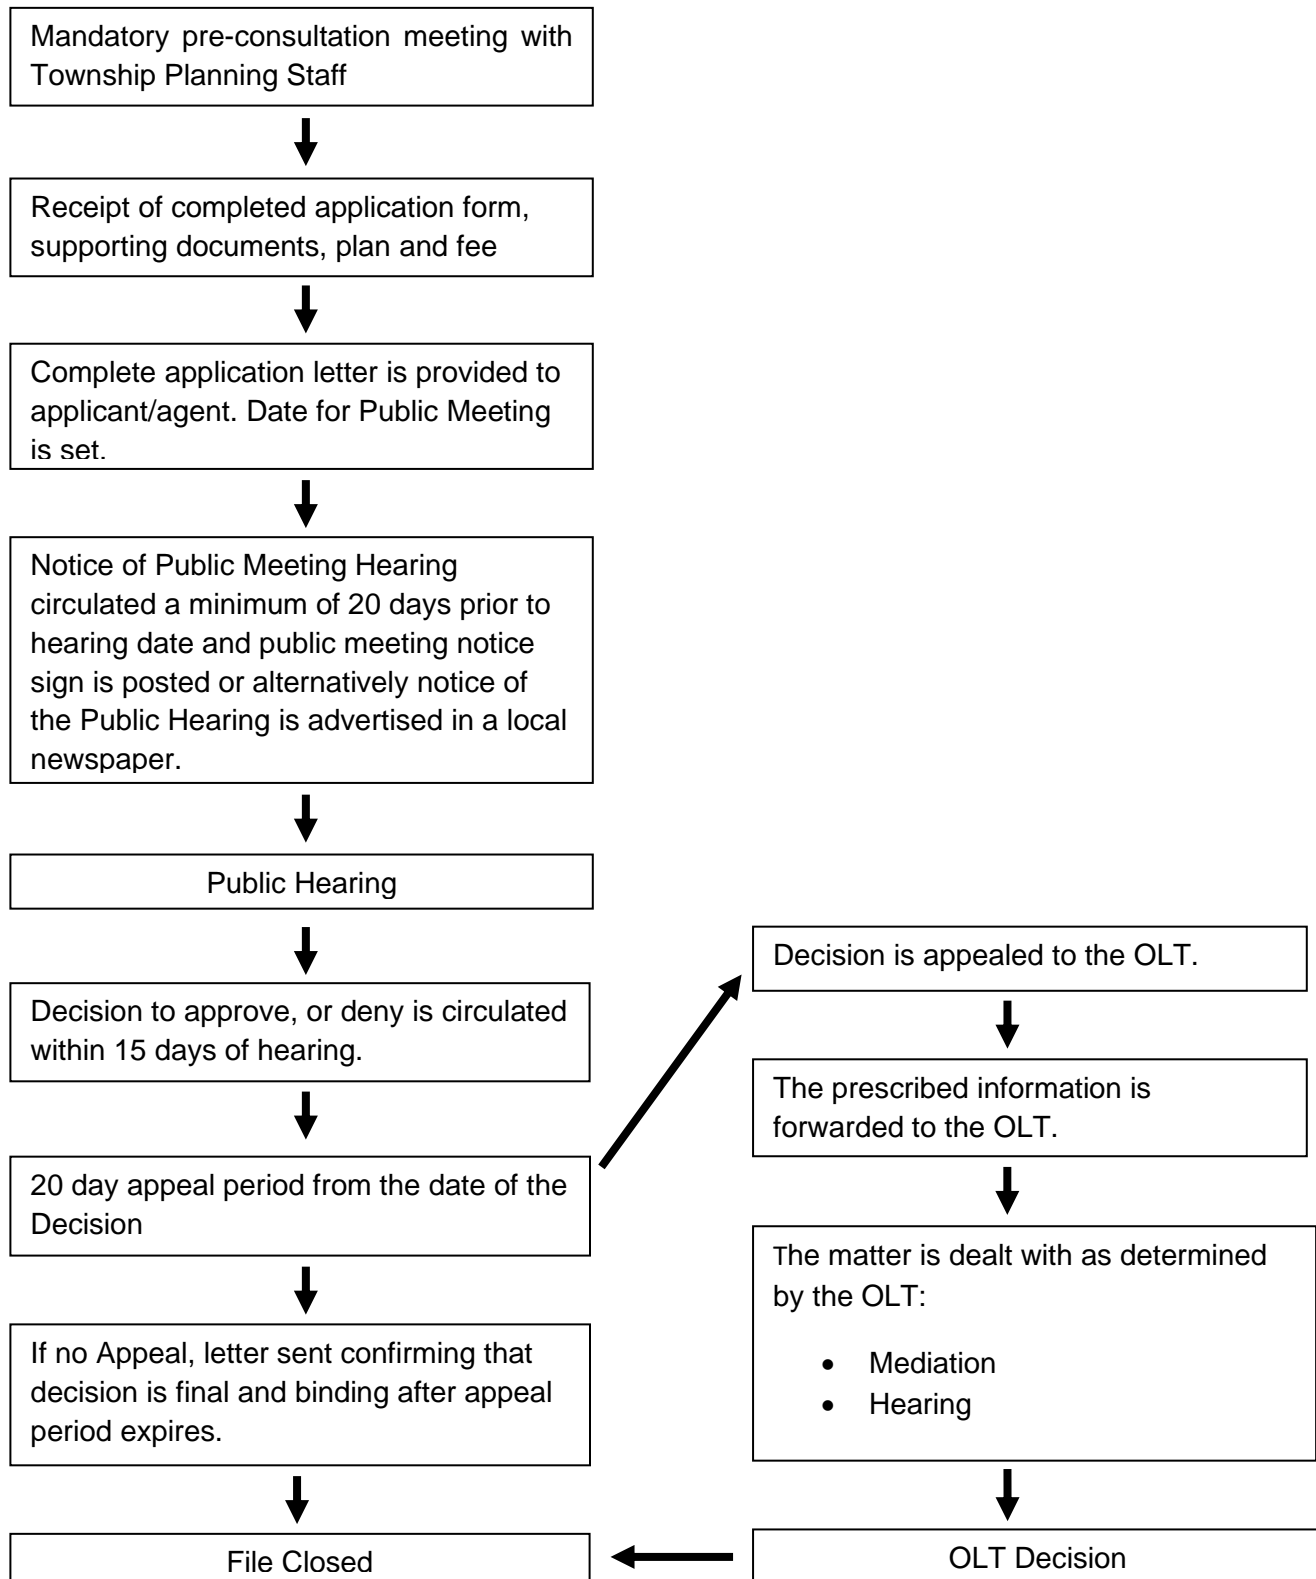 Mandatory pre-consultation meeting with
Township Planning Staff
Receipt of completed application form,
supporting documents, plan and fee
Complete application letter is provided to
applicant/agent. Date for Public Meeting
is set.
Notice of Public Meeting Hearing
circulated a minimum of 20 days prior to
hearing date and public meeting notice
sign is posted or alternatively notice of
the Public Hearing is advertised in a local
newspaper.
Public Hearing
Decision to approve, or deny is circulated
within 15 days of hearing.
20 day appeal period from the date of the
Decision
If no Appeal, letter sent confirming that
decision is final and binding after appeal
period expires.
File Closed
Decision is appealed to the OLT.
The prescribed information is
forwarded to the OLT.
The matter is dealt with as determined
by the OLT:
• Mediation
• Hearing
OLT Decision